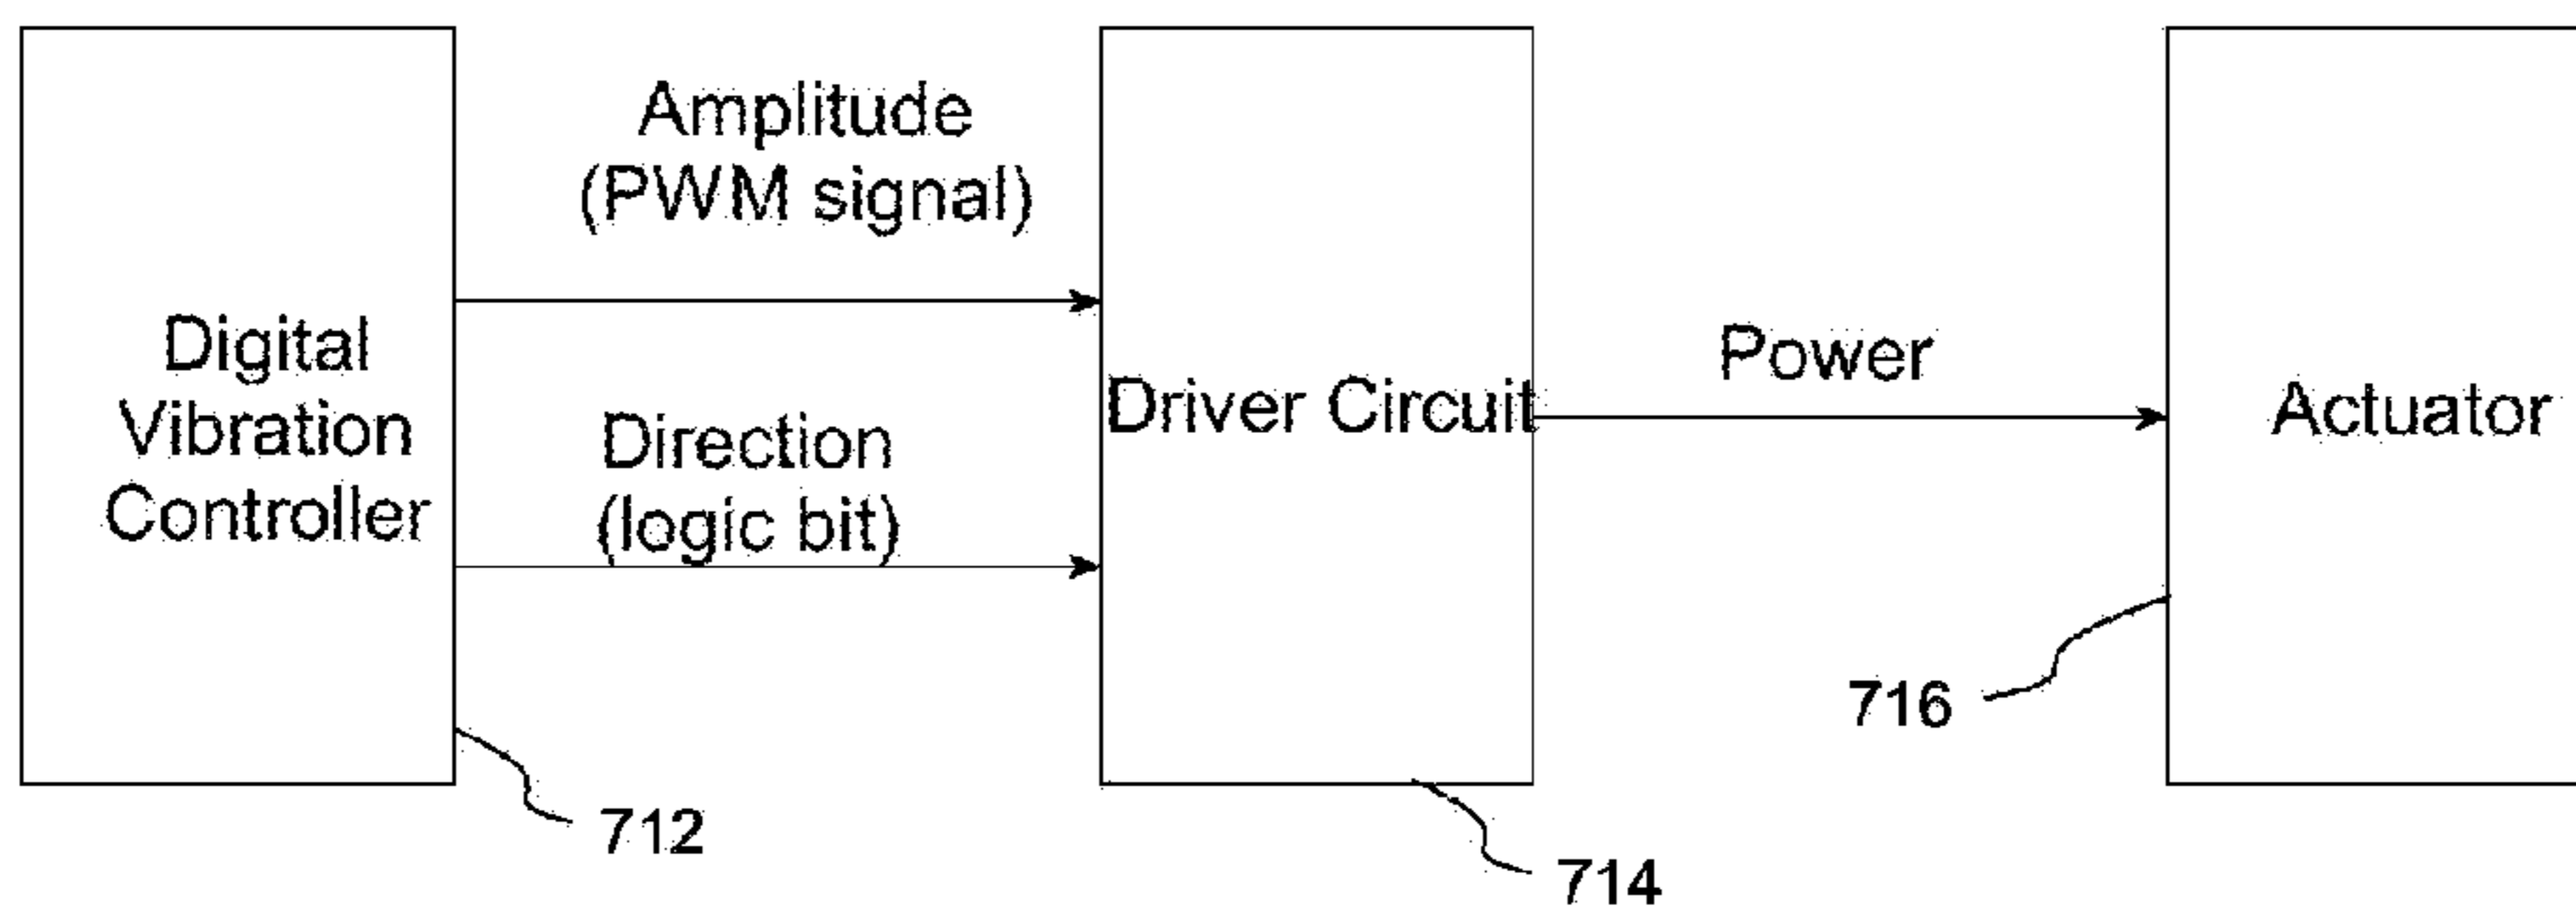 Digital
Vibration
Controller
Amplitude
(PWM signal)
Direction
(logic bit)
Driver Circuit
Power
Actuator
712
714
716